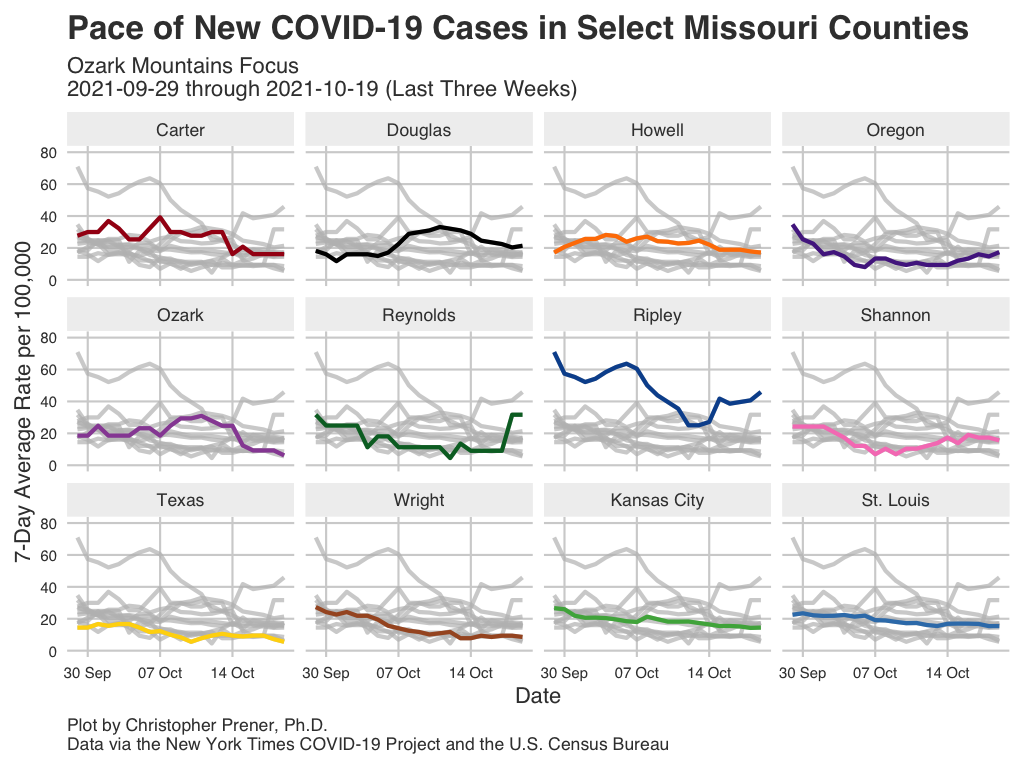 Pace of New COVID-19 Cases in Select Missouri Counties
Ozark Mountains Focus
2021-09-29 through 2021-10-19 (Last Three Weeks)
Carter Douglas Howell Oregon
80
60
40
20
0
Ozark Reynolds Ripley Shannon
80
60
40
20
0
Texas Wright Kansas City St. Louis
80
60
40
20
0
7-Day Average Rate per 100,000
30 Sep 07 Oct 14 Oct 30 Sep 07 Oct 14 Oct 30 Sep 07 Oct 14 Oct 30 Sep 07 Oct 14 Oct
Date
Plot by Christopher Prener, Ph.D.
Data via the New York Times COVID-19 Project and the U.S. Census Bureau